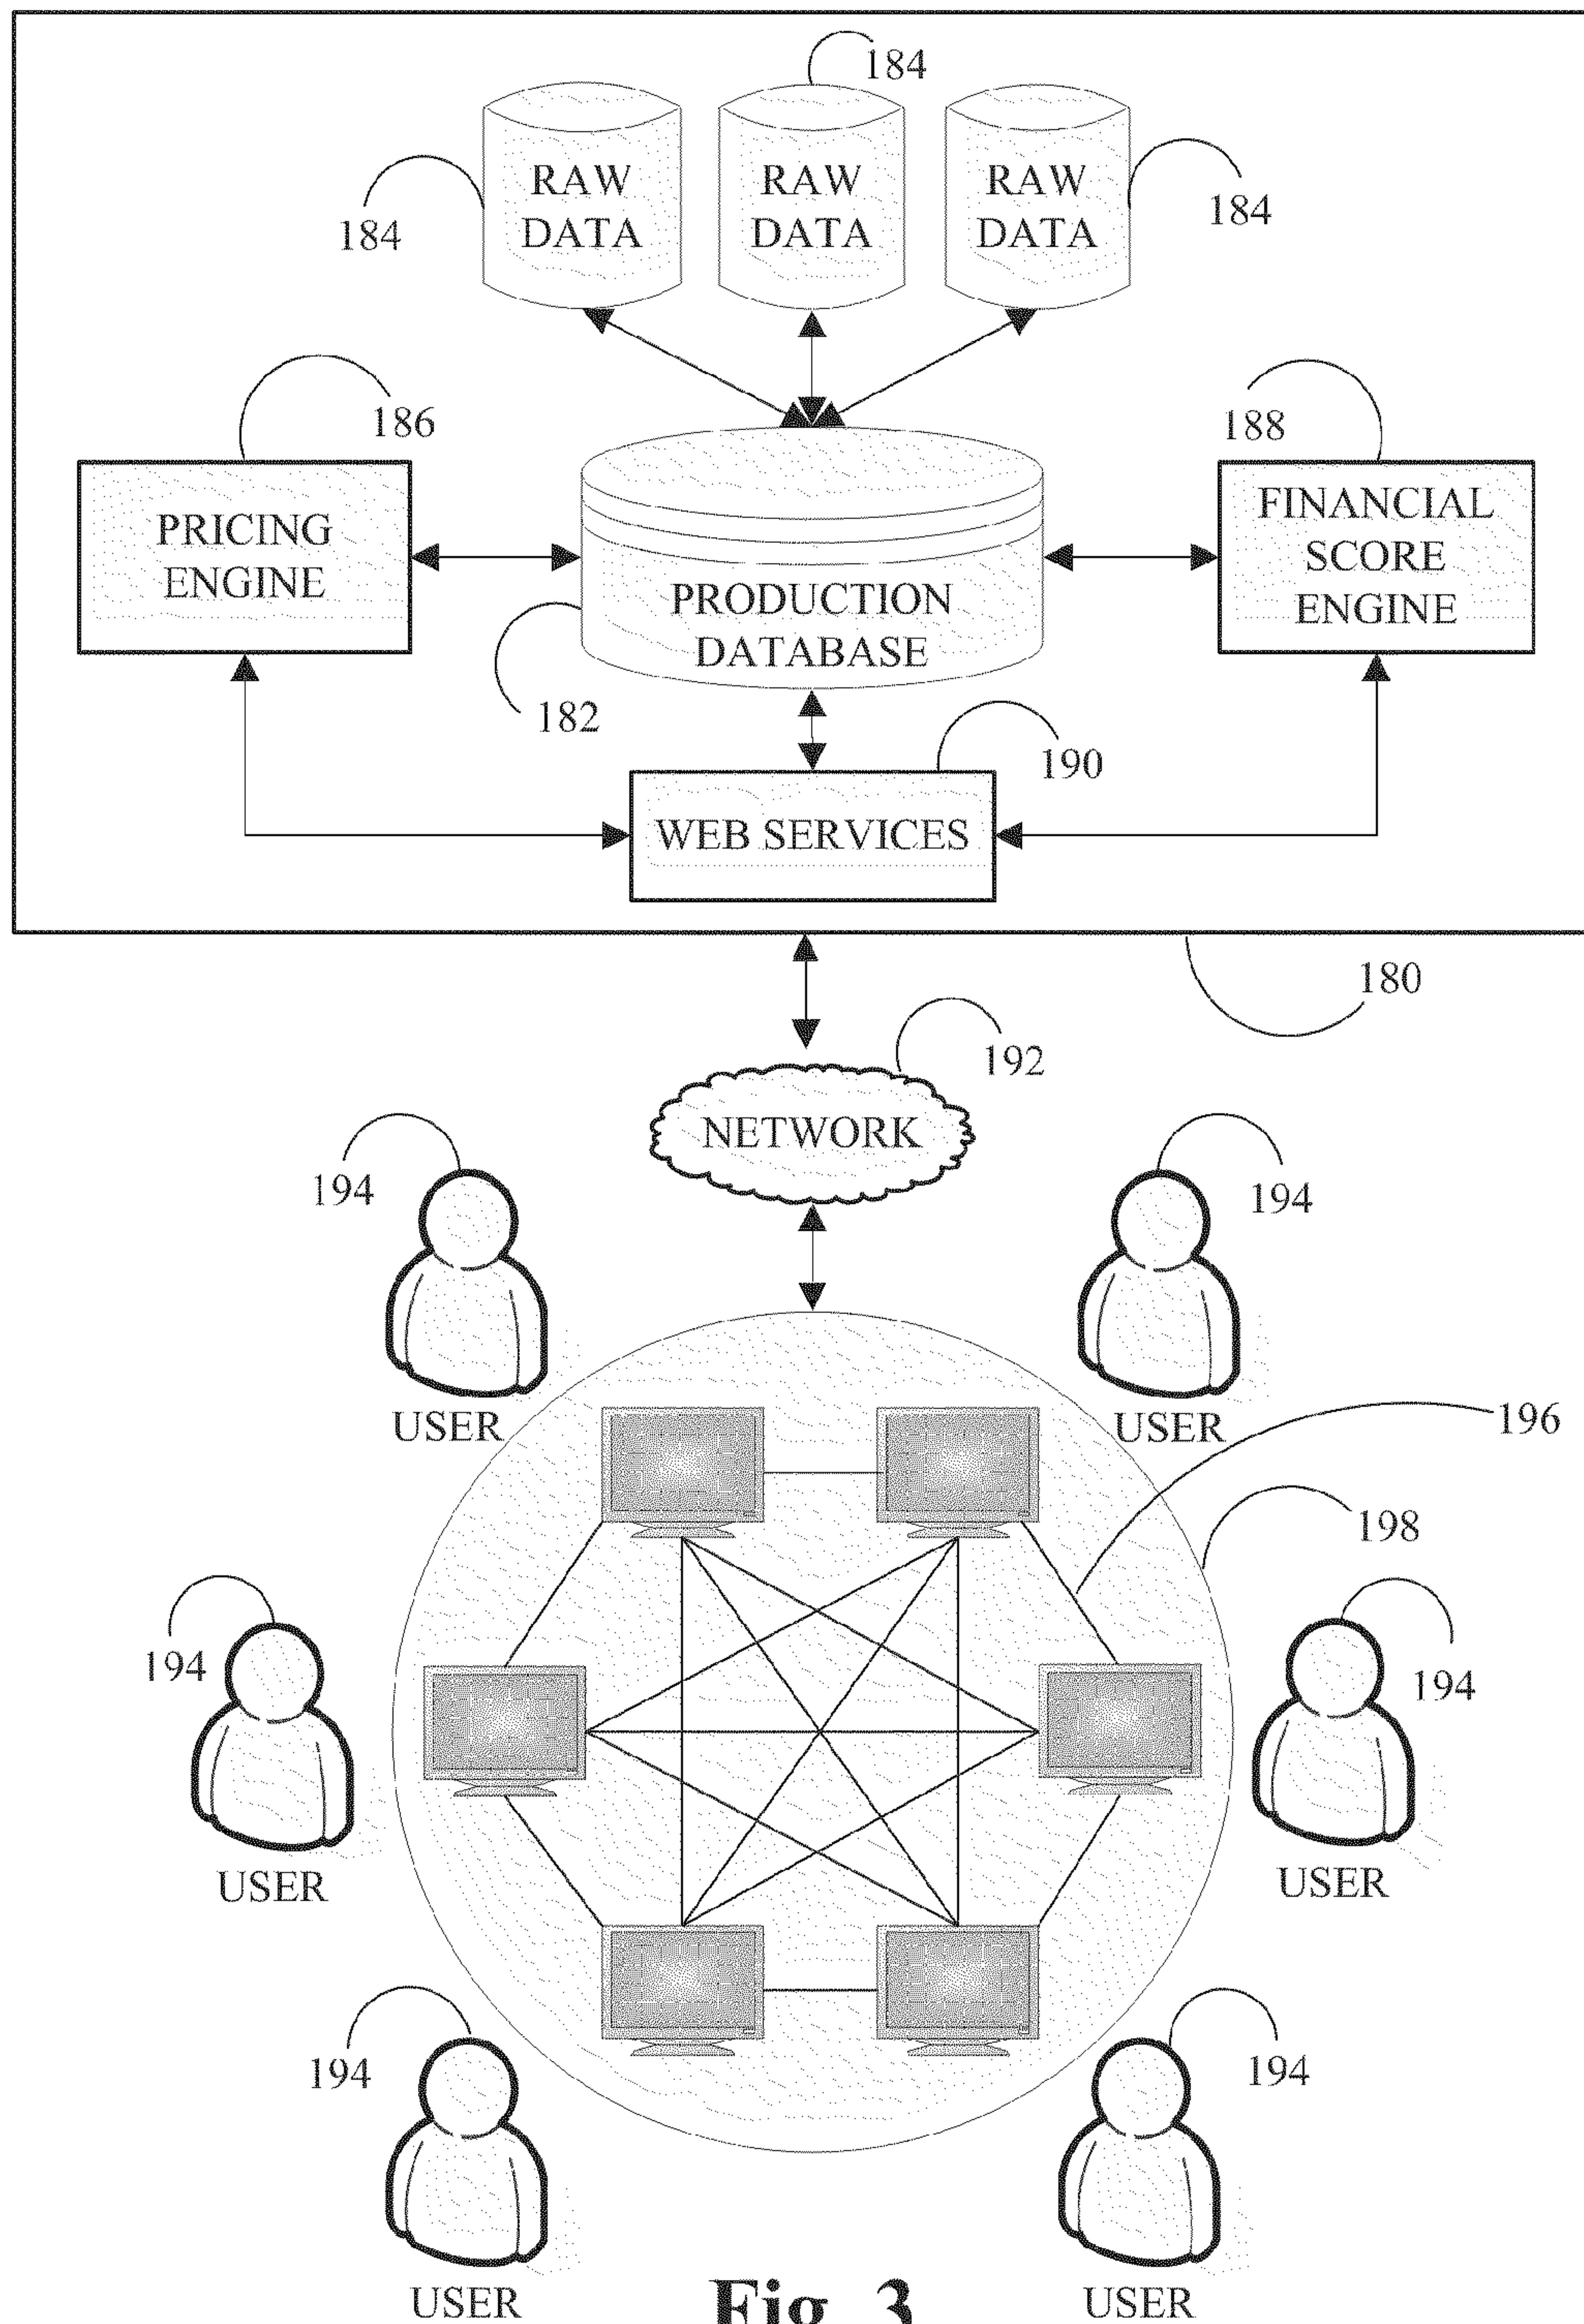 184
RAW
DATA
RAW
DATA
RAW
DATA
184
184
186
188
PRICING
ENGINE
FINANCIAL
SCORE
ENGINE
PRODUCTION
DATABASE
182
190
WEB SERVICES
180
192
NETWORK
194
194
USER
USER
196
198
194
194
USER
USER
194
194
USER
USER
Fig. 3